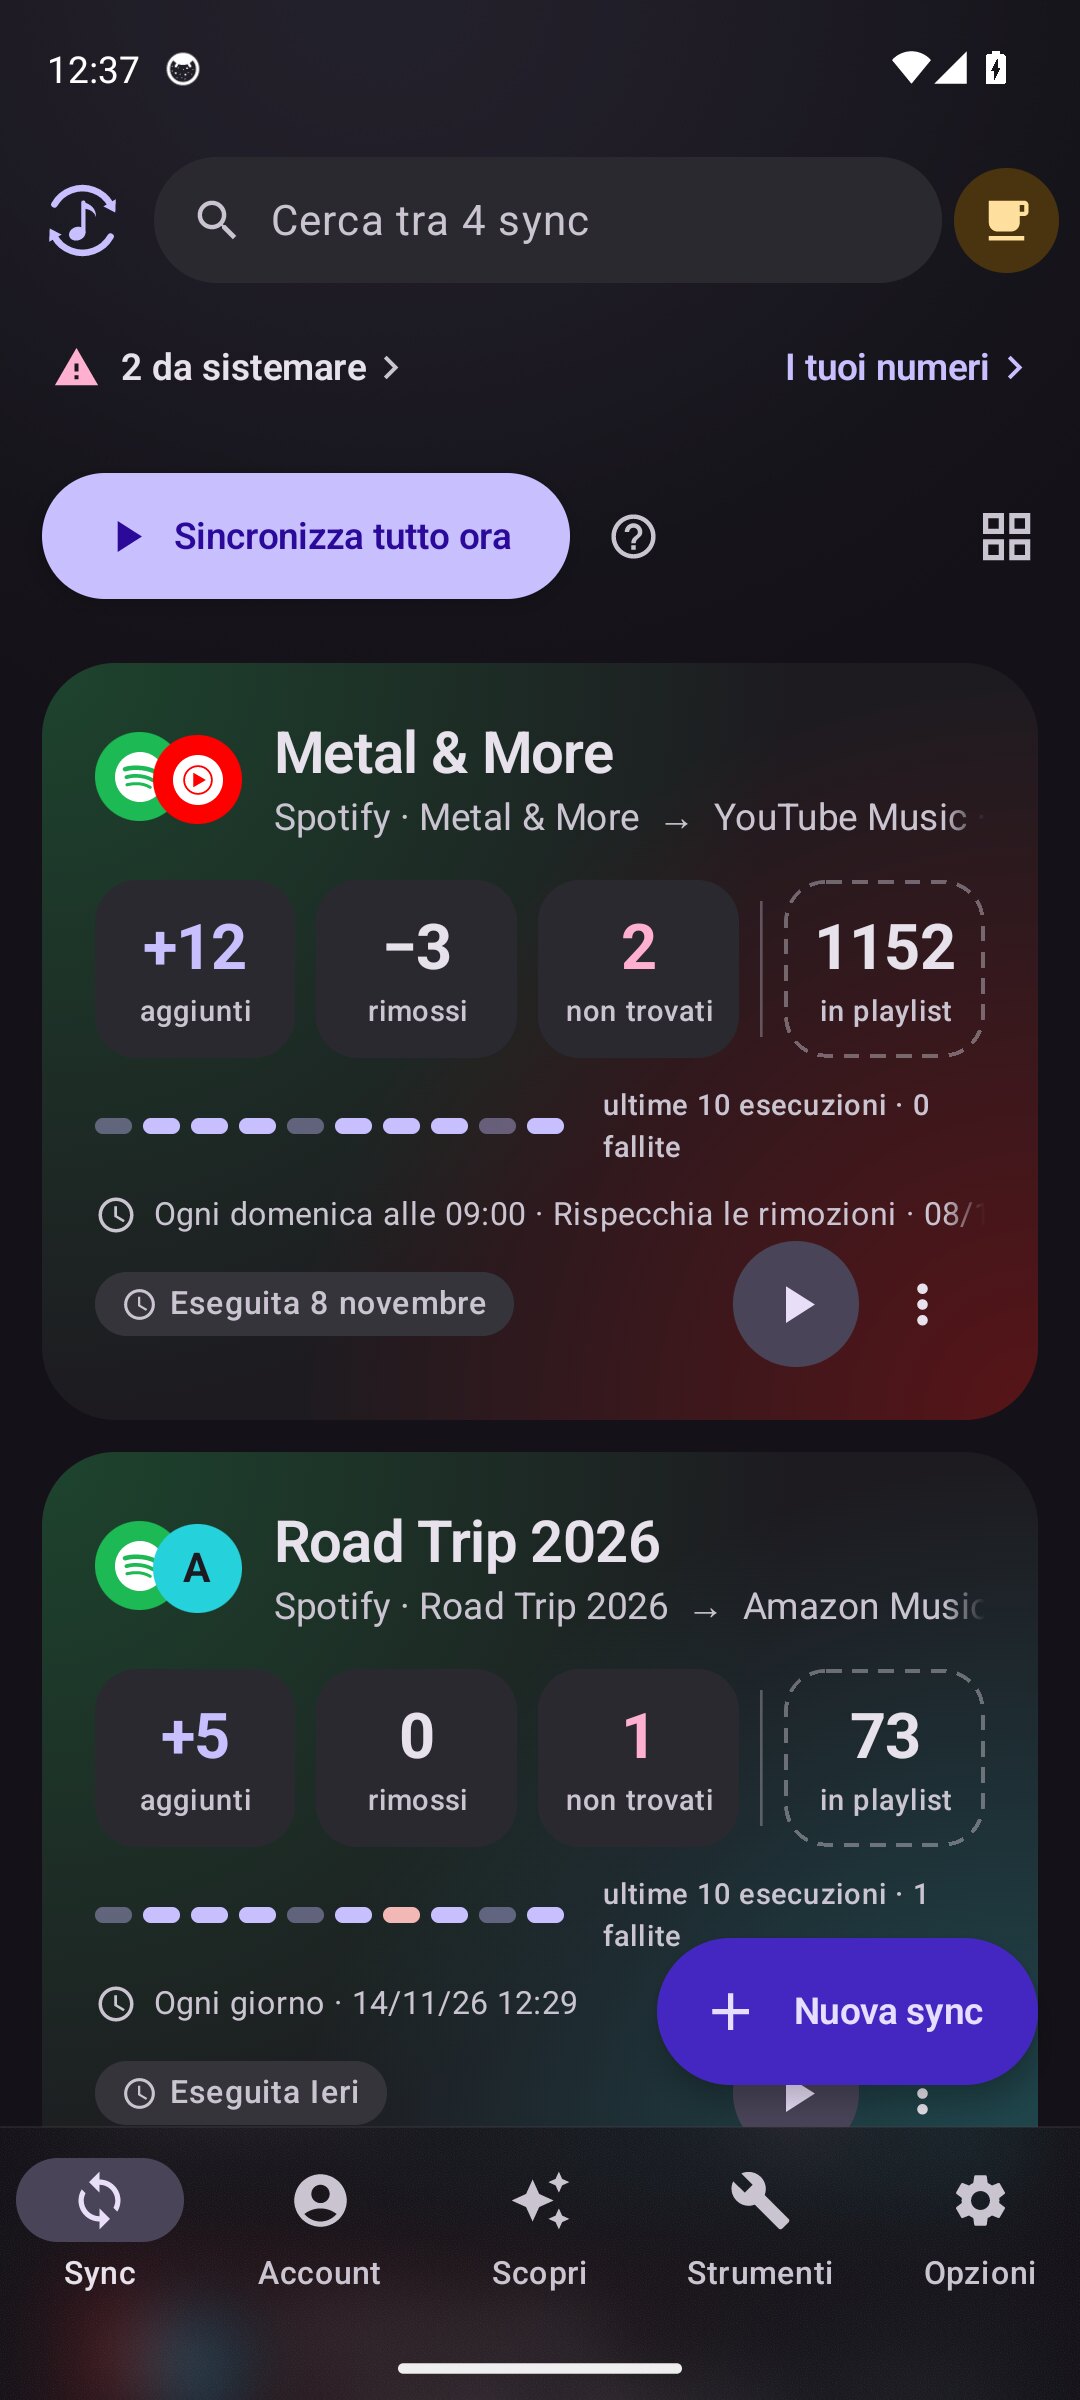 12:37
Cerca tra 4 sync
2 da sistemare
I tuoi numeri
Sincronizza tutto ora
Metal & More
Spotify · Metal & More → YouTube Music
+12
aggiunti
−3
rimossi
2
non trovati
1152
in playlist
ultime 10 esecuzioni · 0
fallite
Ogni domenica alle 09:00 · Rispecchia le rimozioni · 08/
Eseguita 8 novembre
A
Road Trip 2026
Spotify · Road Trip 2026 → Amazon Music
+5
aggiunti
0
rimossi
1
non trovati
73
in playlist
ultime 10 esecuzioni · 1
fallite
Ogni giorno · 14/11/26 12:29
Nuova sync
Eseguita Ieri
Sync
Account
Scopri
Strumenti
Opzioni